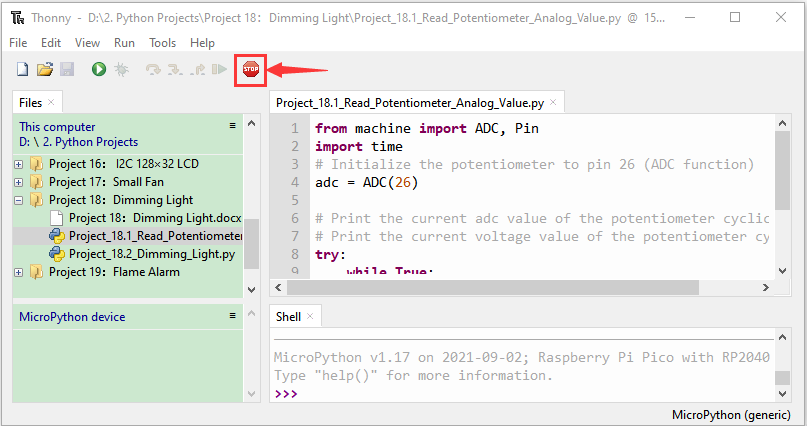 Thonny - D:\2. Python Projects\Project 18：Dimming Light\Project_18.1_Read_Potentiometer_Analog_Value.py @ 15...
File Edit View Run Tools Help
STOP
Files ×
This computer
D: \ 2. Python Projects
Project 16： I2C 128×32 LCD
Project 17：Small Fan
Project 18：Dimming Light
Project 18：Dimming Light.docx
Project_18.1_Read_Potentiometer
Project_18.2_Dimming_Light.py
Project 19：Flame Alarm
MicroPython device
Project_18.1_Read_Potentiometer_Analog_Value.py ×
1 from machine import ADC, Pin
2 import time
3 # Initialize the potentiometer to pin 26 (ADC function)
4 adc = ADC(26)
5
6 # Print the current adc value of the potentiometer cyclic
7 # Print the current voltage value of the potentiometer cy
8 try:
9 while True:
Shell ×
MicroPython v1.17 on 2021-09-02; Raspberry Pi Pico with RP2040
Type "help()" for more information.
>>>
MicroPython (generic)